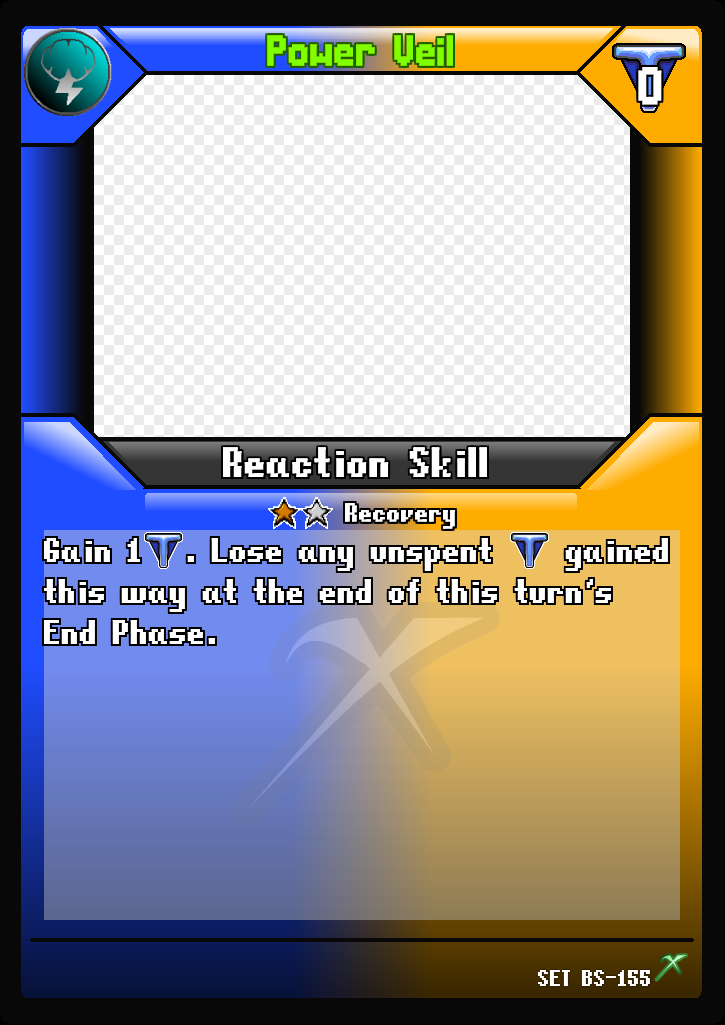 Power Veil
0
Reaction Skill
Recovery
Gain 1T. Lose any unspent T gained
this way at the end of this turn's
End Phase.
SET BS-155